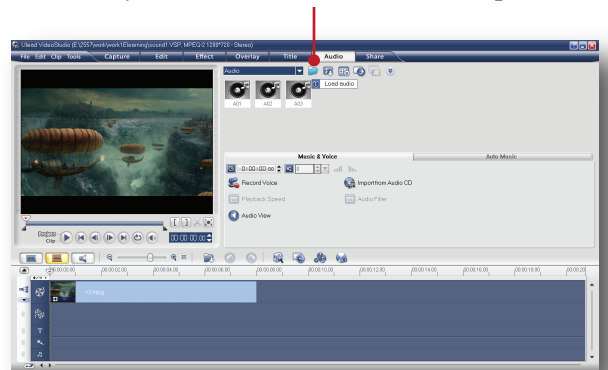 Ulead VideoStudio (E:\2557\work\work1Elearning\sound1.VSP, MPEG-2 1280*720 - Stereo)
File Edit Clip Tools Capture Edit Effect Overlay Title Audio Share
Audio
Load audio
A01 A02 A03
Music & Voice Auto Music
0:00:00.00
Record Voice Import from Audio CD
Playback Speed Audio Filter
Audio View
Project
Clip
00:00:00.00
00:00:00.00 00:00:02.00 00:00:04.00 00:00:06.00 00:00:08.00 00:00:10.00 00:00:12.00 00:00:14.00 00:00:16.00 00:00:18.00 00:00:20